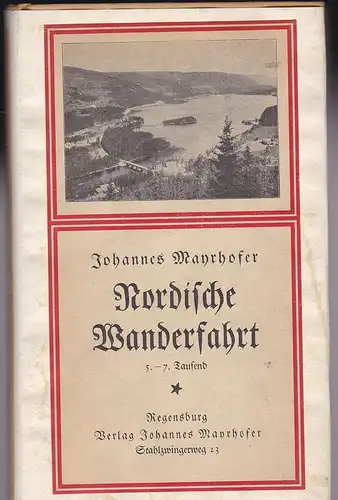 Johannes Mayrhofer
Nordische
Wanderfahrt
5.—7. Tausend
Regensburg
Verlag Johannes Mayrhofer
Stahlzwingerweg 23